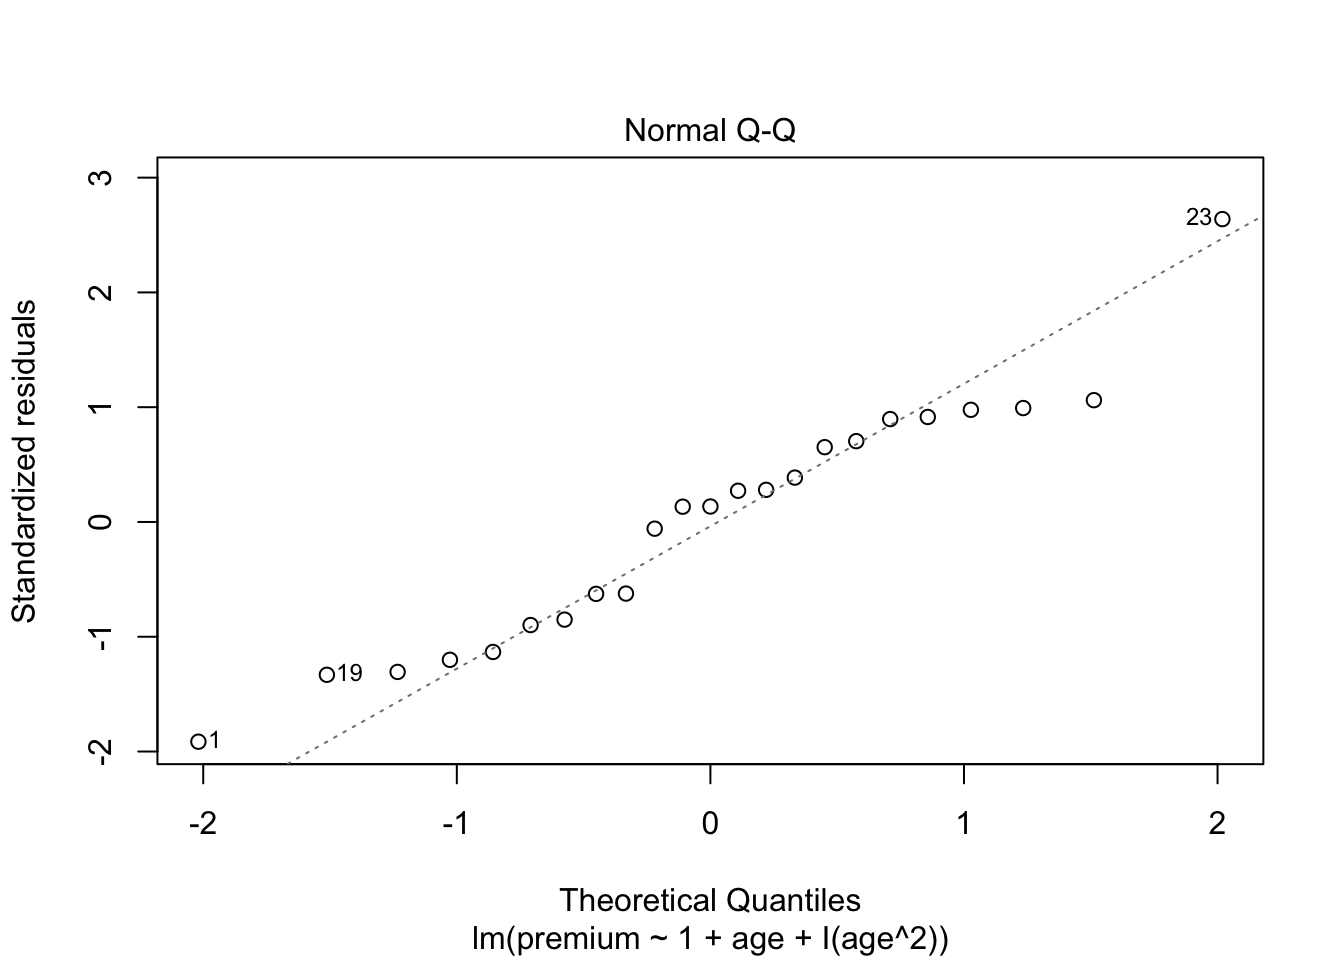 Normal Q-Q
Standardized residuals
3
2
1
0
-1
-2
23
19
1
-2 -1 0 1 2
Theoretical Quantiles
lm(premium ~ 1 + age + I(age^2))